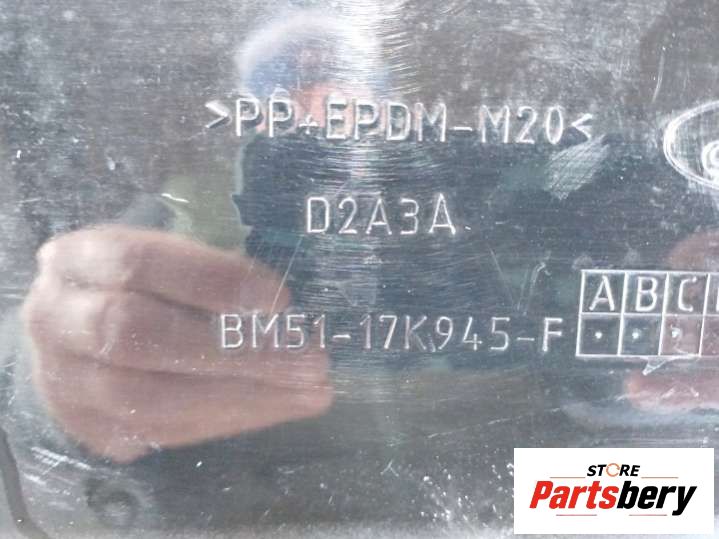 >PP+EPDM-M20<
D2A3A
BM51-17K945-F
A B C
STORE
Partsbery